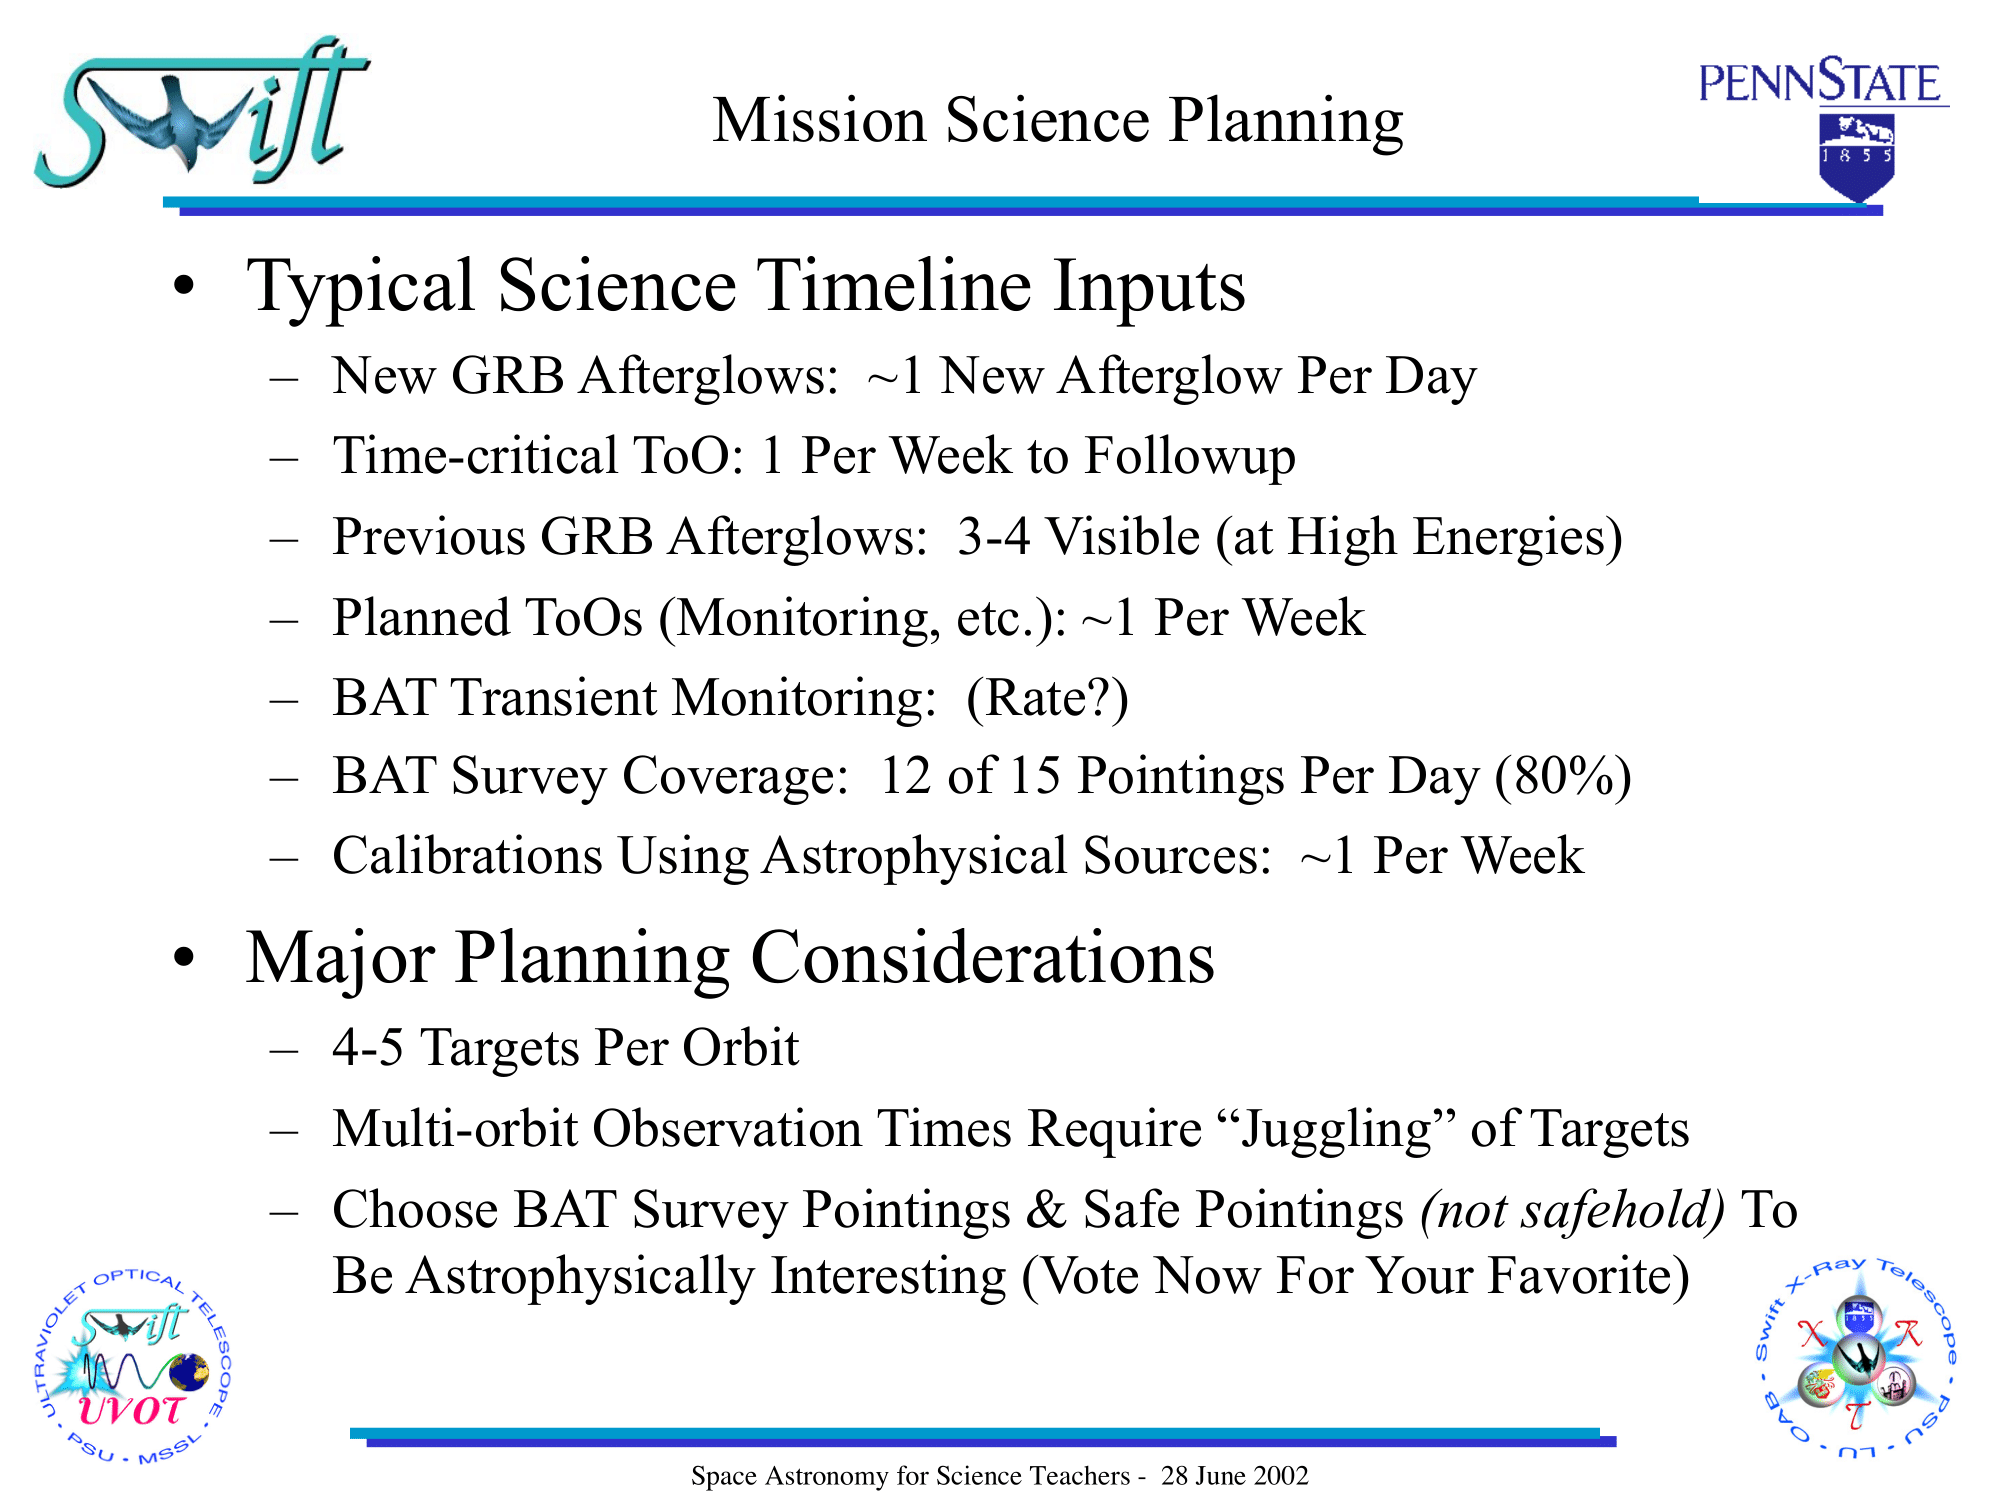 Swift
Mission Science Planning
PENNSTATE
1855
• Typical Science Timeline Inputs
– New GRB Afterglows: ~1 New Afterglow Per Day
– Time-critical ToO: 1 Per Week to Followup
– Previous GRB Afterglows: 3-4 Visible (at High Energies)
– Planned ToOs (Monitoring, etc.): ~1 Per Week
– BAT Transient Monitoring: (Rate?)
– BAT Survey Coverage: 12 of 15 Pointings Per Day (80%)
– Calibrations Using Astrophysical Sources: ~1 Per Week
• Major Planning Considerations
– 4-5 Targets Per Orbit
– Multi-orbit Observation Times Require “Juggling” of Targets
– Choose BAT Survey Pointings & Safe Pointings (not safehold) To
Be Astrophysically Interesting (Vote Now For Your Favorite)
ULTRAVIOLET OPTICAL TELESCOPE • PSU • MSSL •
Swift
UVOT
Swift X-Ray Telescope • PSU • LU • OAB •
X R T
1855
Space Astronomy for Science Teachers - 28 June 2002